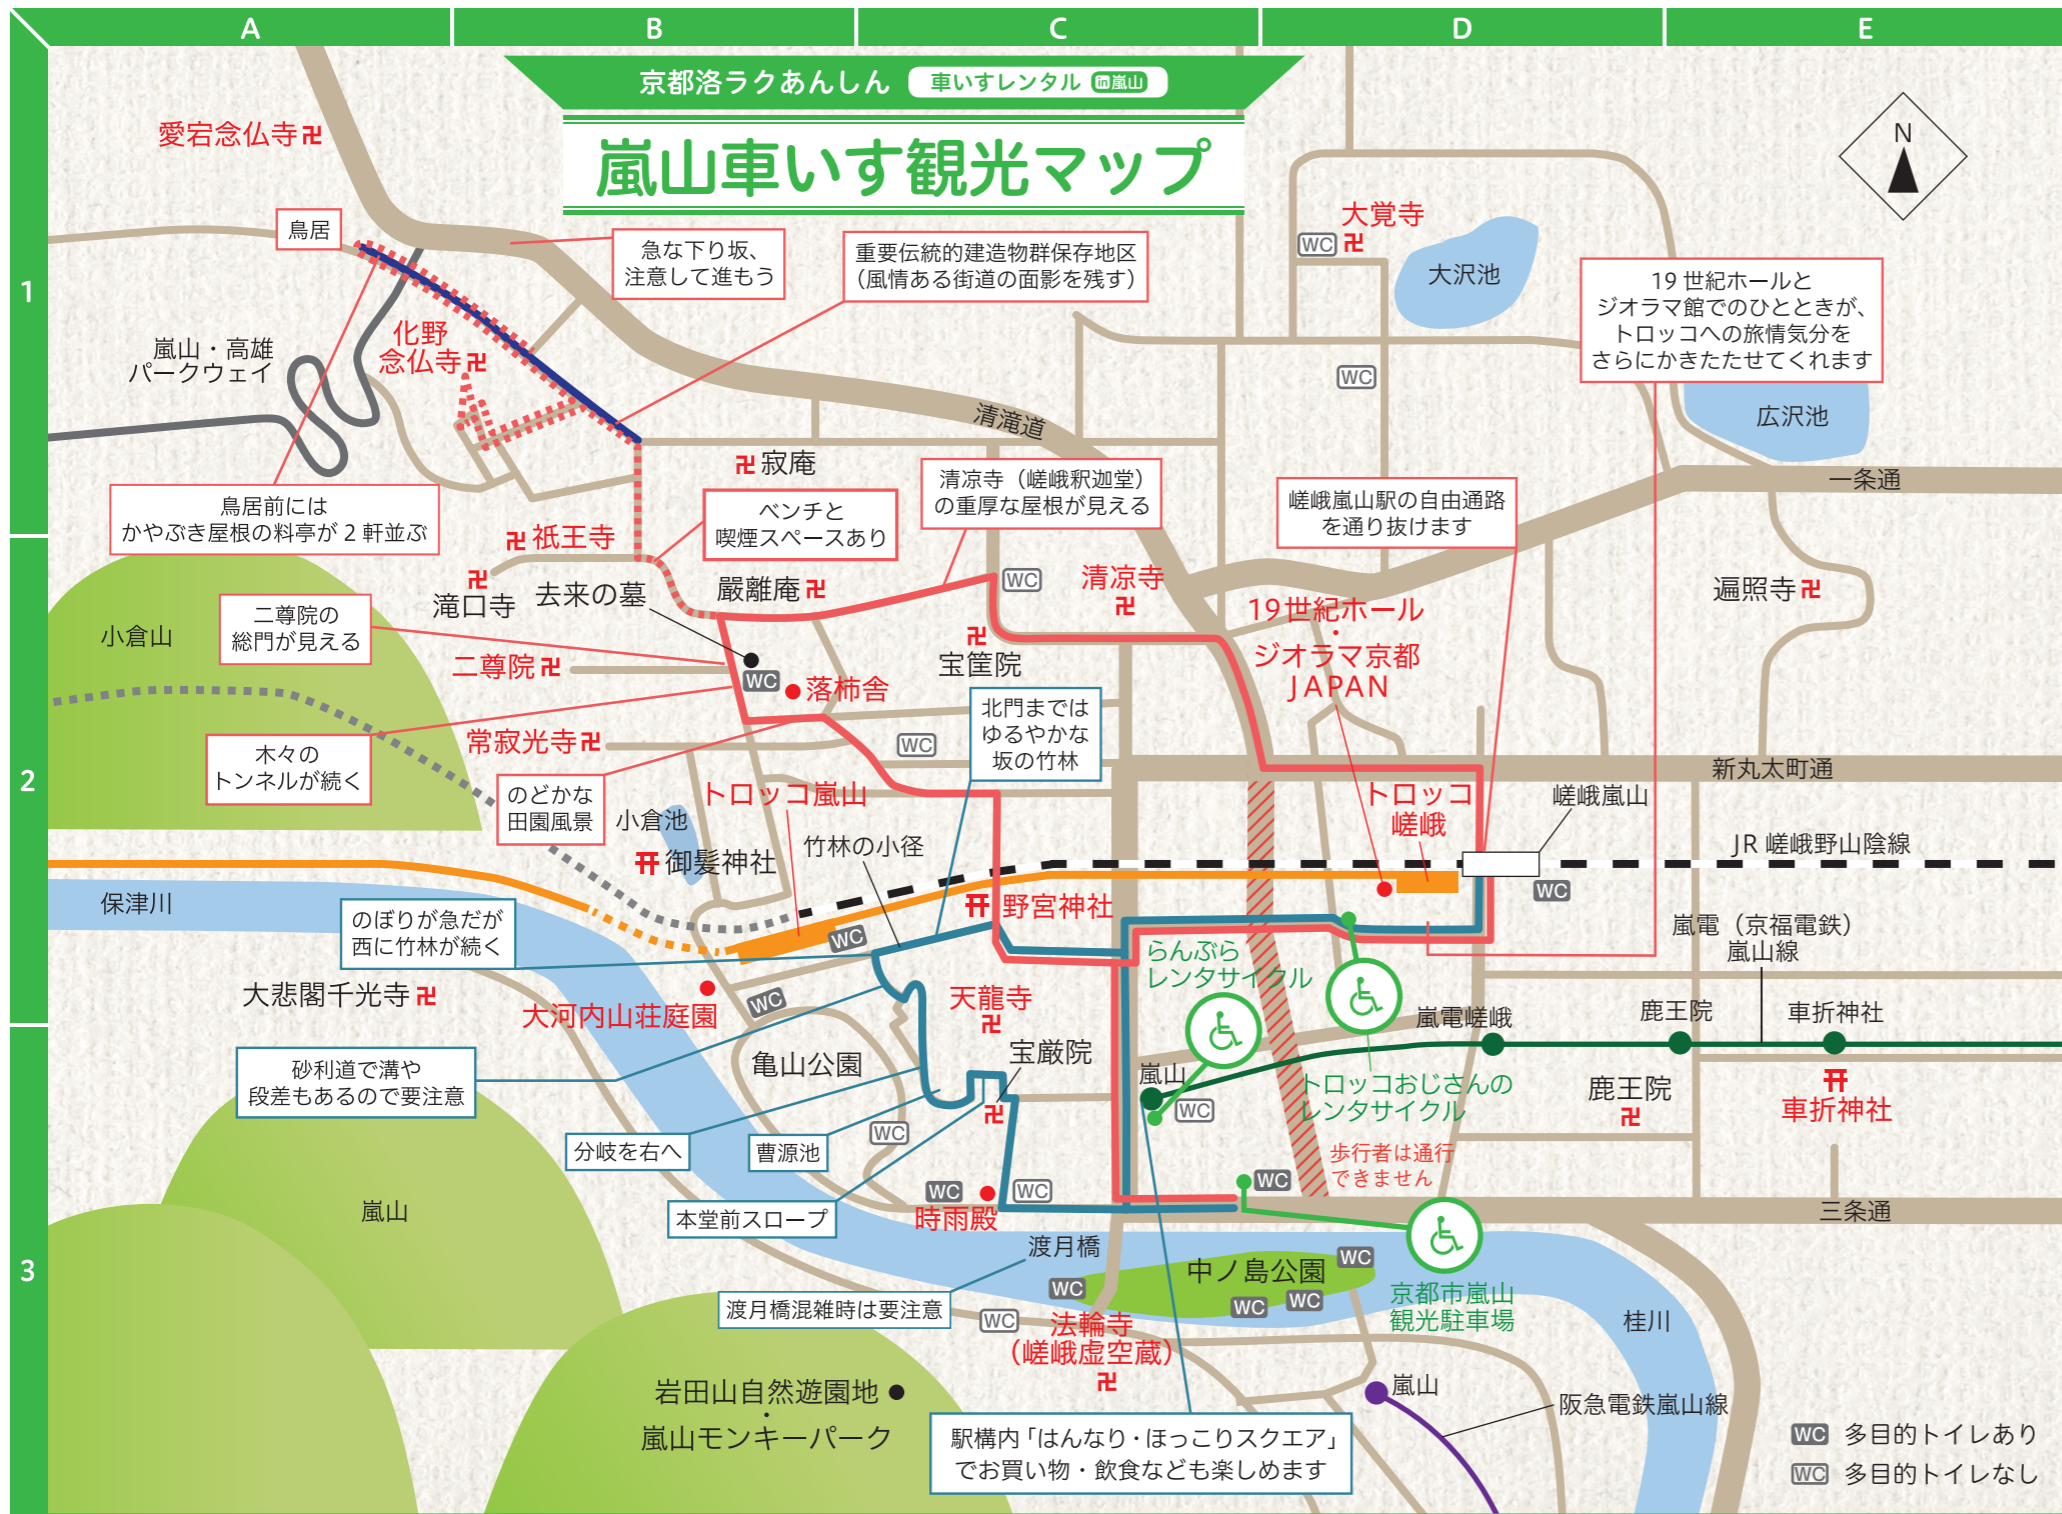 A
B
C
D
E
1
2
3
京都洛ラクあんしん
車いすレンタル in嵐山
嵐山車いす観光マップ
N
愛宕念仏寺
鳥居
急な下り坂、
注意して進もう
重要伝統的建造物群保存地区
（風情ある街道の面影を残す）
大覚寺
WC
大沢池
19世紀ホールと
ジオラマ館でのひとときが、
トロッコへの旅情気分を
さらにかきたたせてくれます
嵐山・高雄
パークウェイ
化野
念仏寺
WC
清滝道
広沢池
寂庵
清凉寺（嵯峨釈迦堂）
の重厚な屋根が見える
嵯峨嵐山駅の自由通路
を通り抜けます
一条通
鳥居前には
かやぶき屋根の料亭が2軒並ぶ
ベンチと
喫煙スペースあり
祇王寺
滝口寺
去来の墓
嚴離庵
WC
清凉寺
19世紀ホール
・
ジオラマ京都
JAPAN
遍照寺
小倉山
二尊院の
総門が見える
二尊院
WC
落柿舎
宝筐院
北門までは
ゆるやかな
坂の竹林
木々の
トンネルが続く
常寂光寺
WC
新丸太町通
のどかな
田園風景
小倉池
トロッコ嵐山
トロッコ
嵯峨
嵯峨嵐山
御髪神社
竹林の小径
JR嵯峨野山陰線
保津川
のぼりが急だが
西に竹林が続く
WC
野宮神社
WC
らんぶら
レンタサイクル
嵐電（京福電鉄）
嵐山線
大悲閣千光寺
大河内山荘庭園
WC
天龍寺
嵐電嵯峨
鹿王院
車折神社
砂利道で溝や
段差もあるので要注意
亀山公園
宝厳院
嵐山
WC
トロッコおじさんの
レンタサイクル
鹿王院
車折神社
分岐を右へ
曹源池
WC
歩行者は通行
できません
嵐山
本堂前スロープ
WC
WC
時雨殿
WC
三条通
渡月橋
渡月橋混雑時は要注意
WC
WC
中ノ島公園
WC
WC
WC
京都市嵐山
観光駐車場
桂川
法輪寺
（嵯峨虚空蔵）
岩田山自然遊園地
・
嵐山モンキーパーク
嵐山
阪急電鉄嵐山線
駅構内「はんなり・ほっこりスクエア」
でお買い物・飲食なども楽しめます
WC 多目的トイレあり
WC 多目的トイレなし